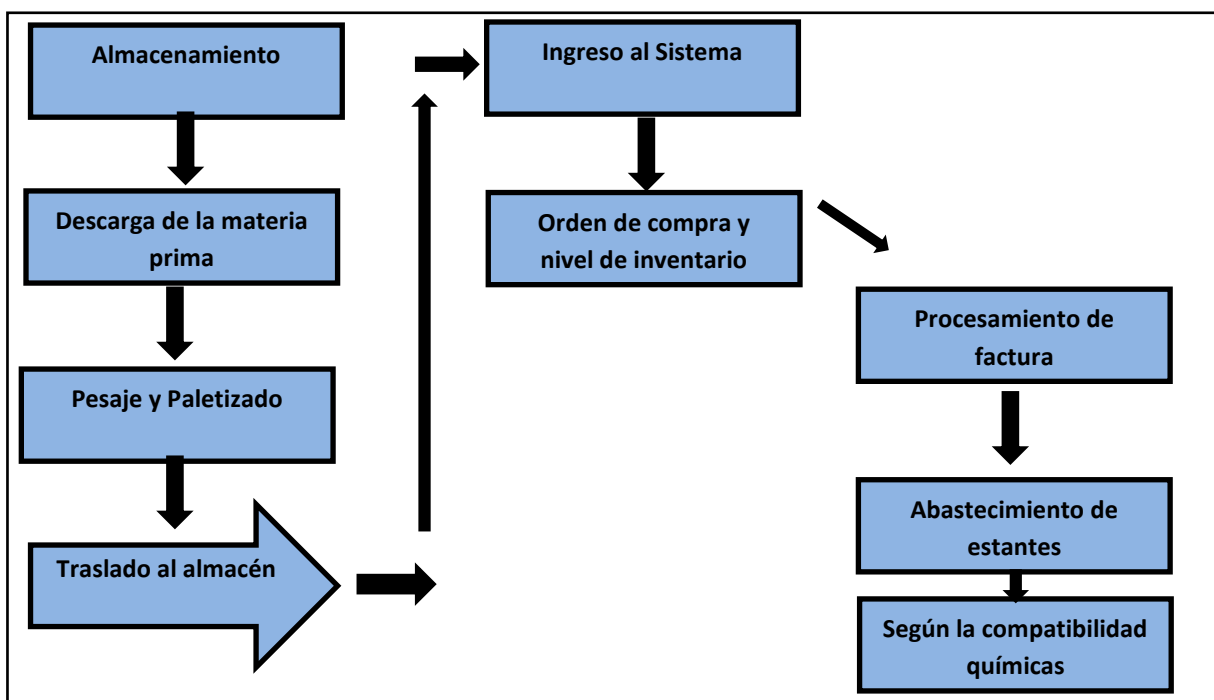 Almacenamiento
Descarga de la materia
prima
Pesaje y Paletizado
Traslado al almacén
Ingreso al Sistema
Orden de compra y
nivel de inventario
Procesamiento de
factura
Abastecimiento de
estantes
Según la compatibilidad
químicas